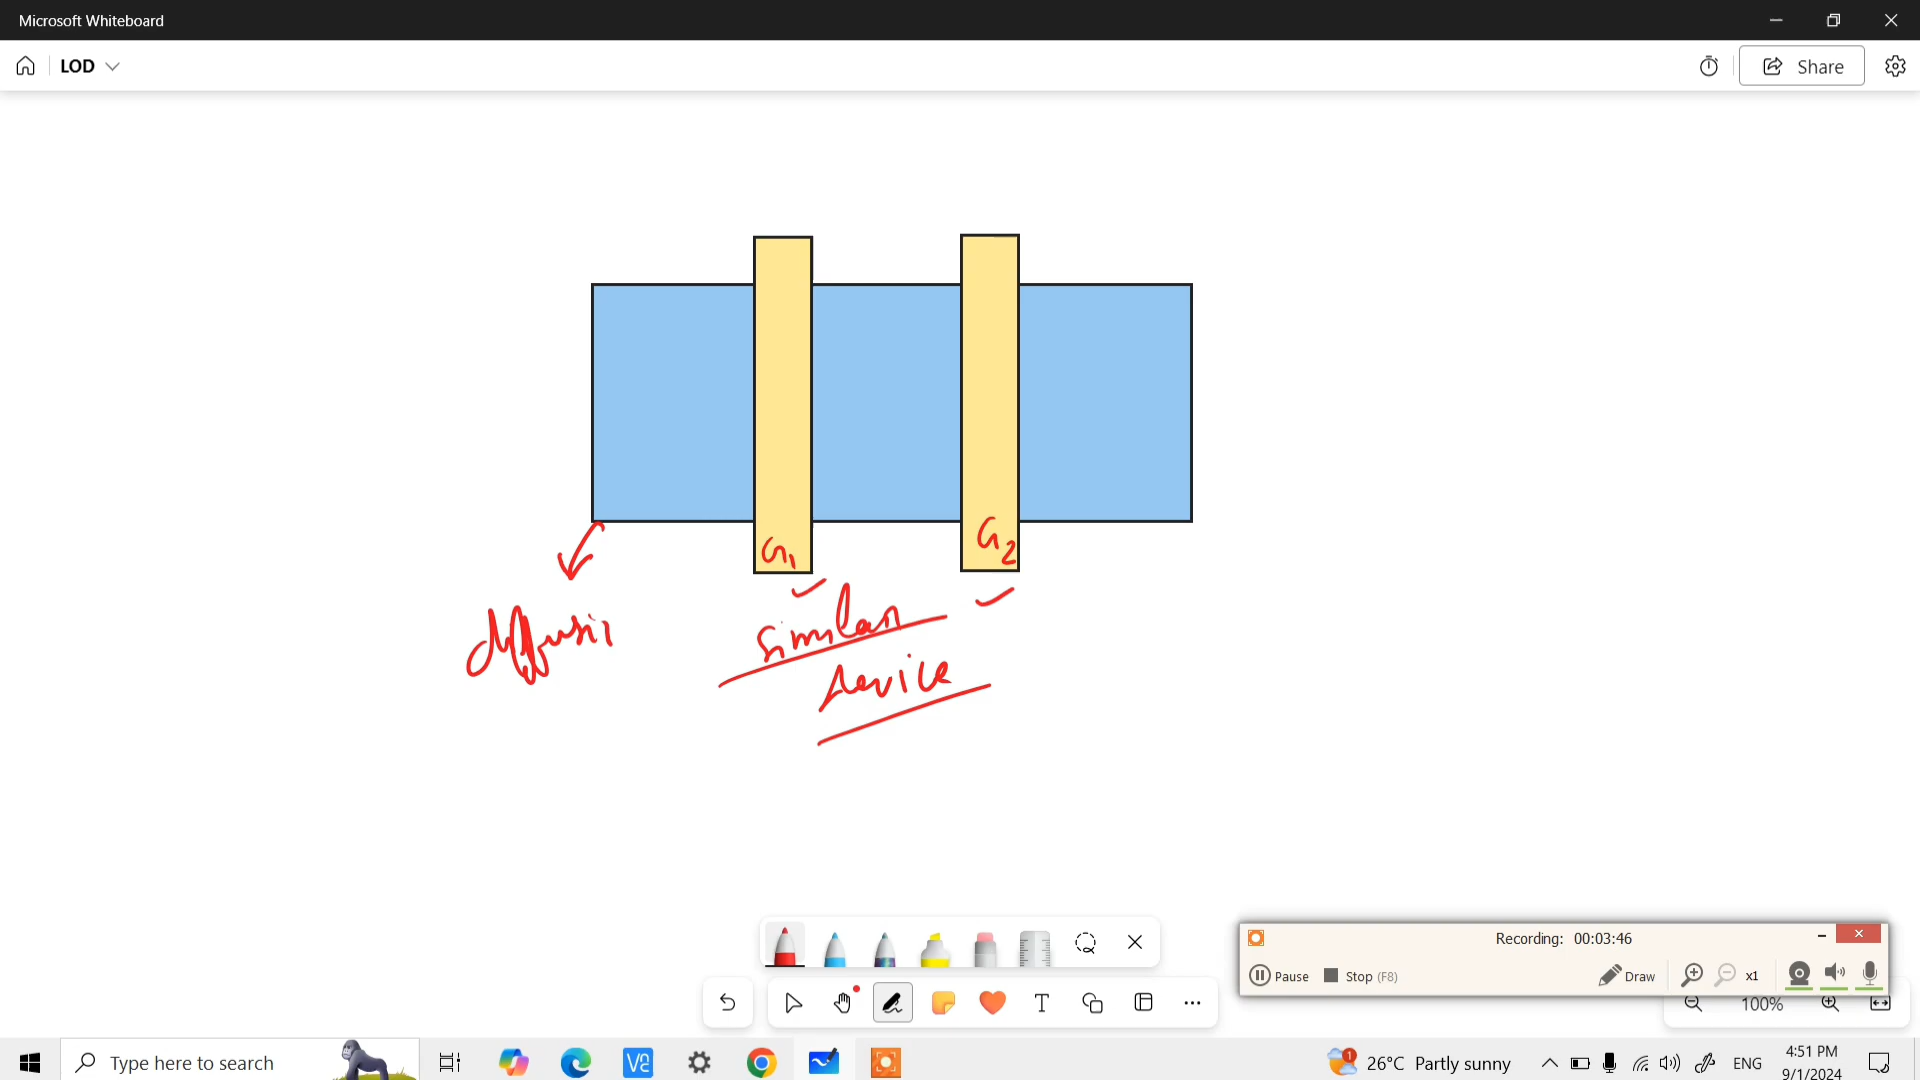 Microsoft Whiteboard
LOD
Share
G1
G2
similar
device
Recording: 00:03:46
Pause
Stop (F8)
Draw
x1
100%
T
Type here to search
1
26°C Partly sunny
ENG
4:51 PM
9/1/2024